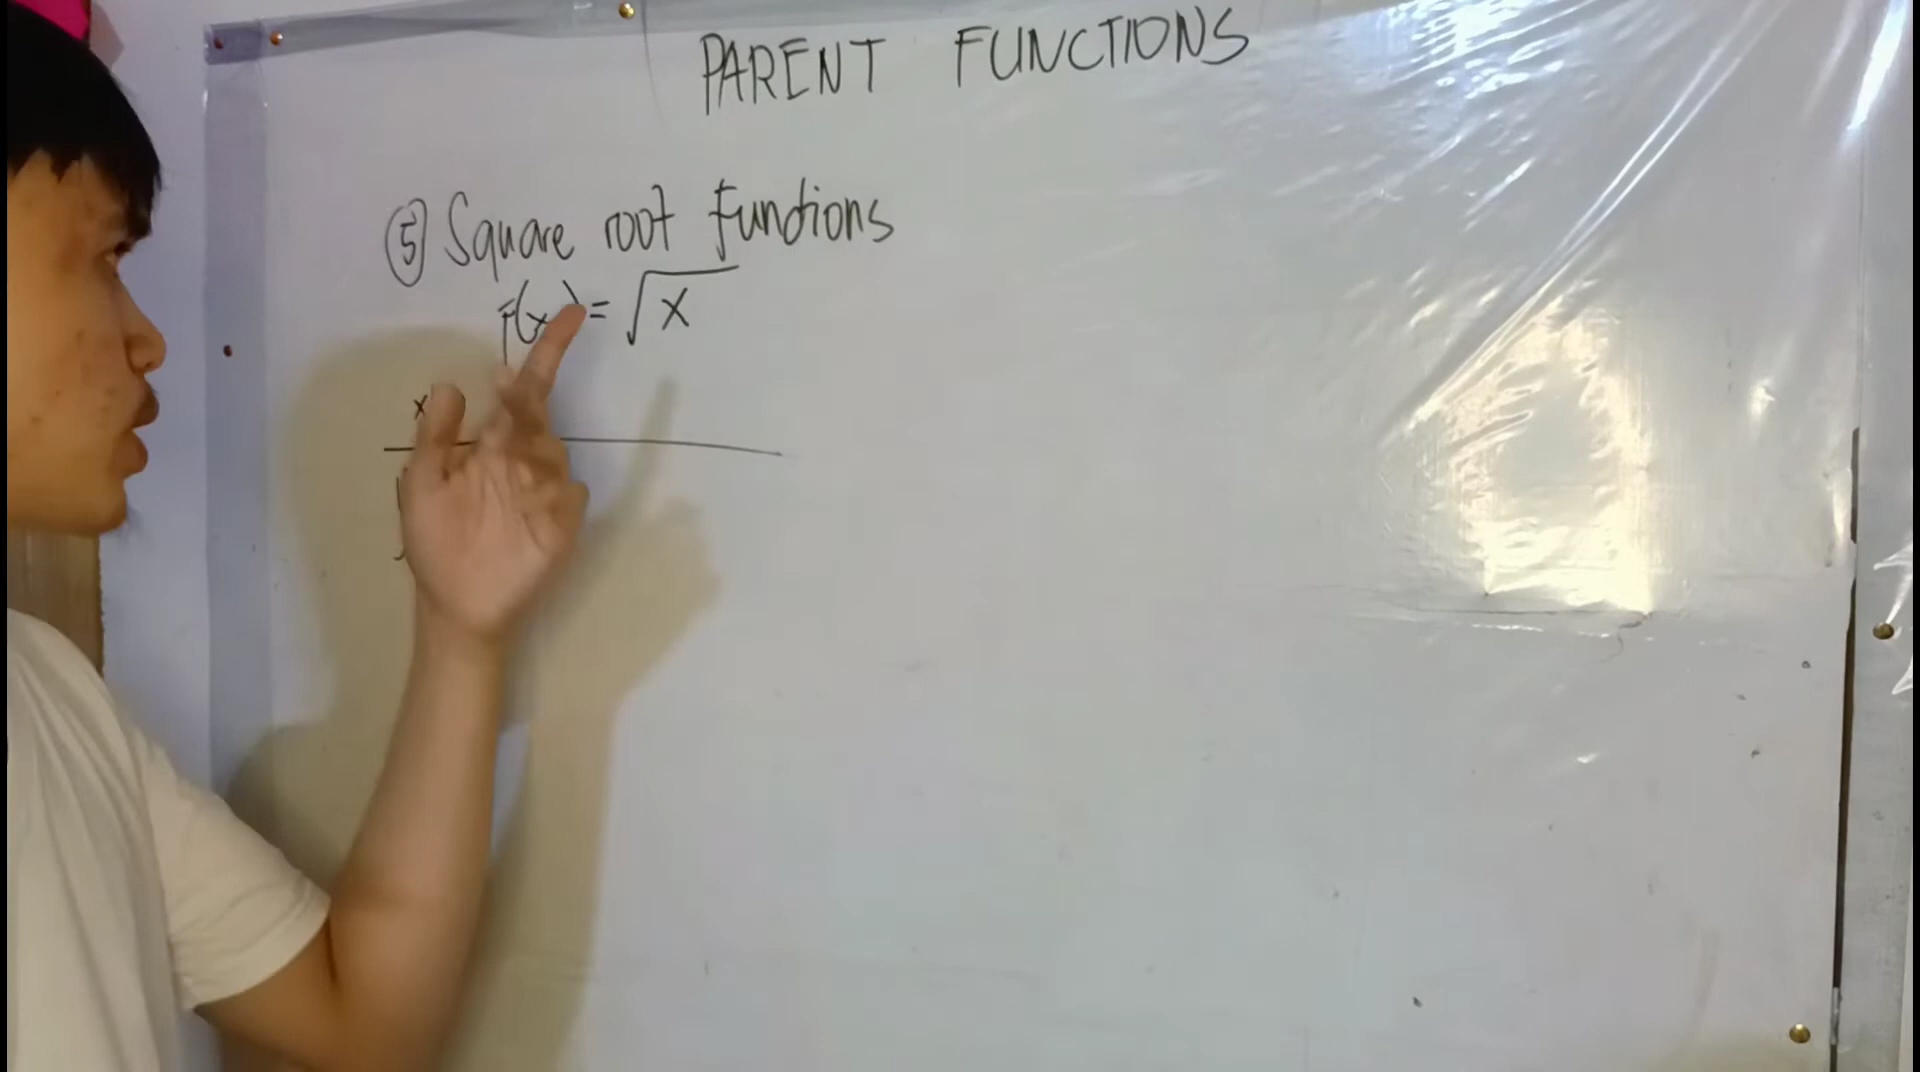 PARENT FUNCTIONS
⑤ Square root functions
f(x) = √x
x
y